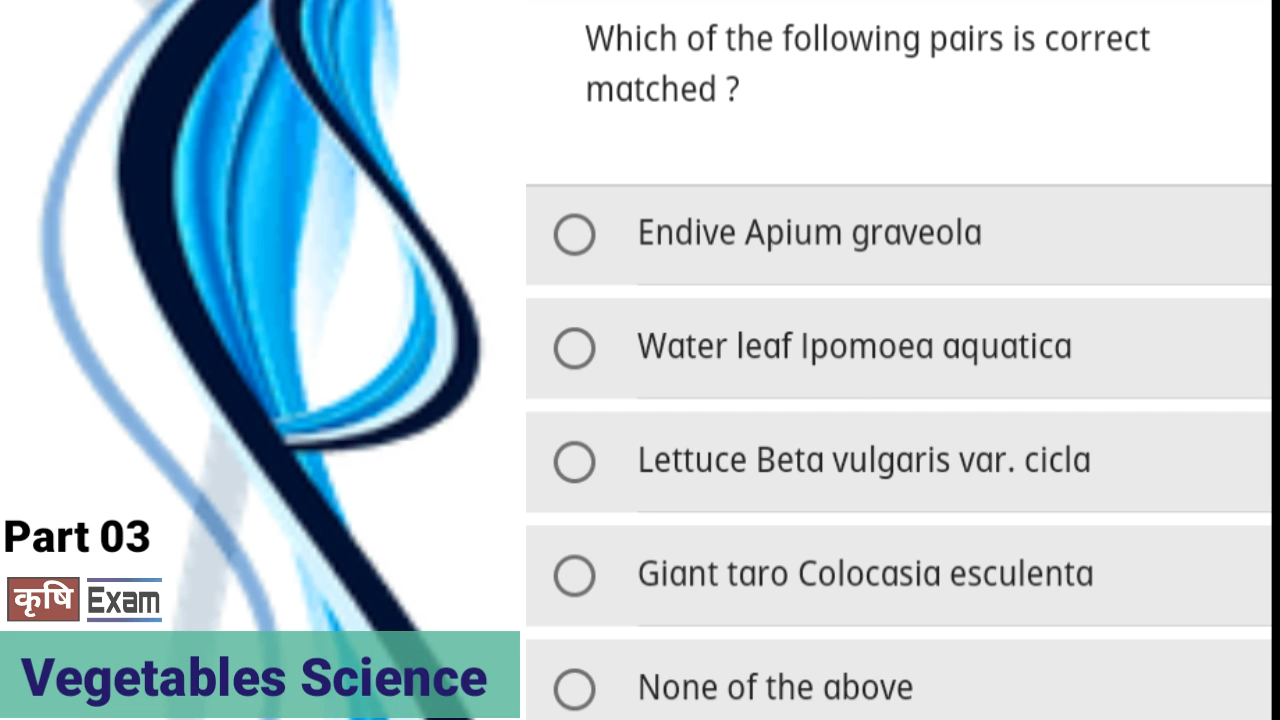 Which of the following pairs is correct
matched ?
Endive Apium graveola
Water leaf Ipomoea aquatica
Lettuce Beta vulgaris var. cicla
Giant taro Colocasia esculenta
None of the above
Part 03
कृषि Exam
Vegetables Science